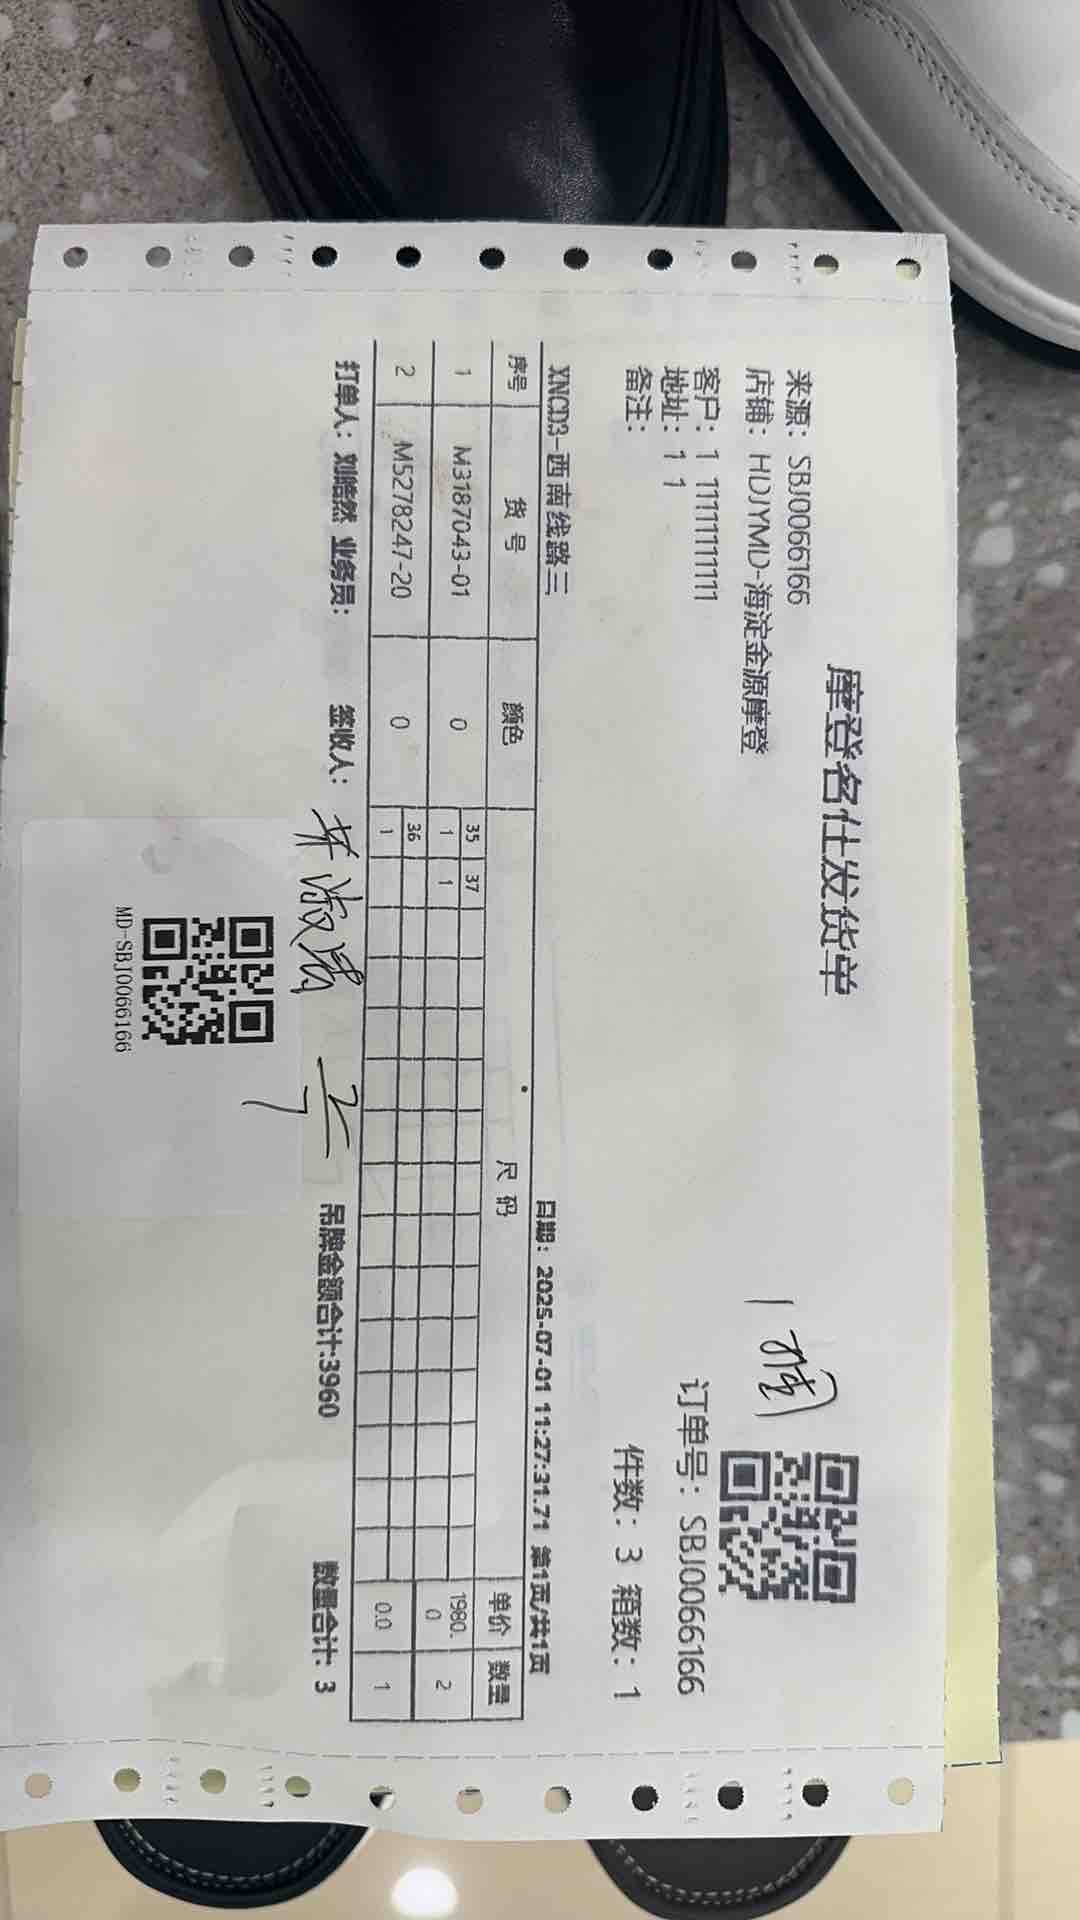 摩登名仕发货单
来源：SBJ0066166
店铺：HDJYMD-海淀金源摩登
客户：1 11111111111
订单号：SBJ0066166
地址：1 1
件数：3 箱数：1
备注：
XNCD3-西南线路三 日期：2025-07-01 11:27:31.71 第1页/共1页
序号 货号 颜色 尺码 单价 数量
1 M3187043-01 0 35 37 1980.0 2
1 1
2 M5278247-20 0 36 0.0 1
1
打单人：刘皓然 业务员： 签收人： 吊牌金额合计:3960 数量合计：3
MD-SBJ0066166